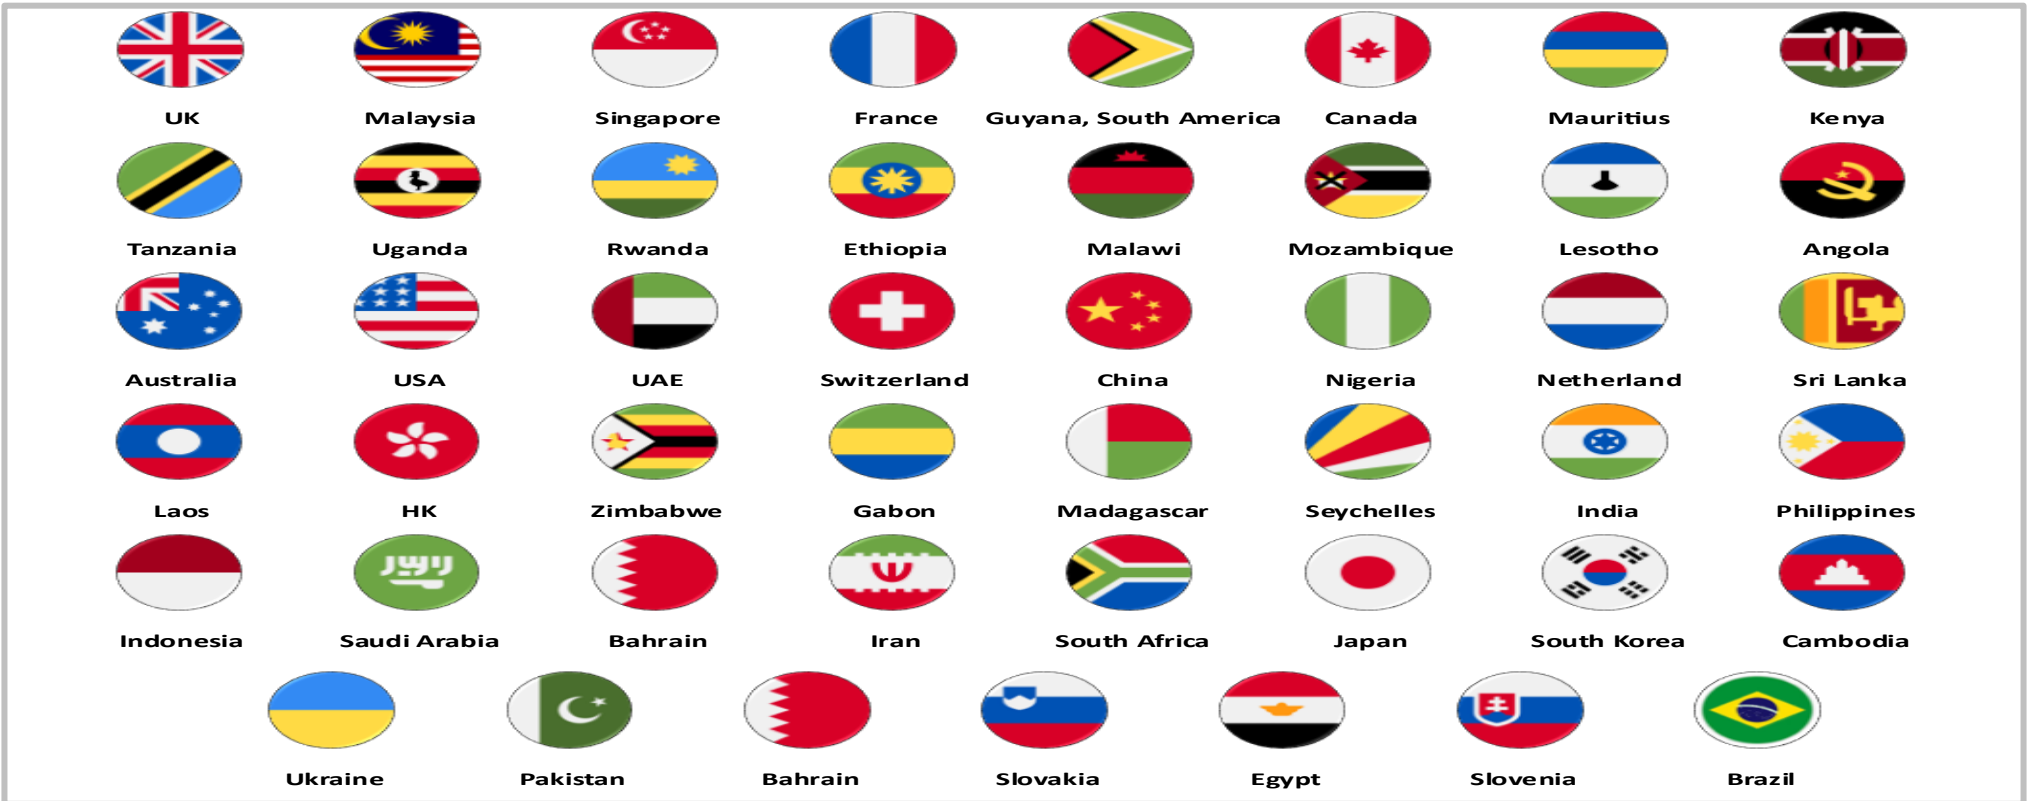 UK Malaysia Singapore France Guyana, South America Canada Mauritius Kenya
Tanzania Uganda Rwanda Ethiopia Malawi Mozambique Lesotho Angola
Australia USA UAE Switzerland China Nigeria Netherland Sri Lanka
Laos HK Zimbabwe Gabon Madagascar Seychelles India Philippines
Indonesia Saudi Arabia Bahrain Iran South Africa Japan South Korea Cambodia
Ukraine Pakistan Bahrain Slovakia Egypt Slovenia Brazil